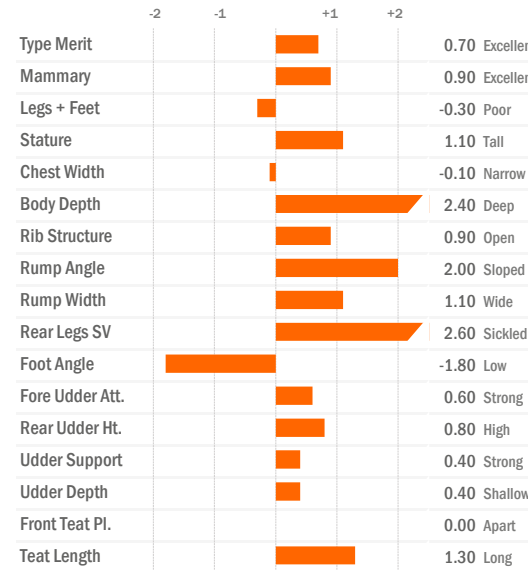 -2 -1 +1 +2
Type Merit 0.70 Excellen
Mammary 0.90 Excellen
Legs + Feet -0.30 Poor
Stature 1.10 Tall
Chest Width -0.10 Narrow
Body Depth 2.40 Deep
Rib Structure 0.90 Open
Rump Angle 2.00 Sloped
Rump Width 1.10 Wide
Rear Legs SV 2.60 Sickled
Foot Angle -1.80 Low
Fore Udder Att. 0.60 Strong
Rear Udder Ht. 0.80 High
Udder Support 0.40 Strong
Udder Depth 0.40 Shallow
Front Teat Pl. 0.00 Apart
Teat Length 1.30 Long